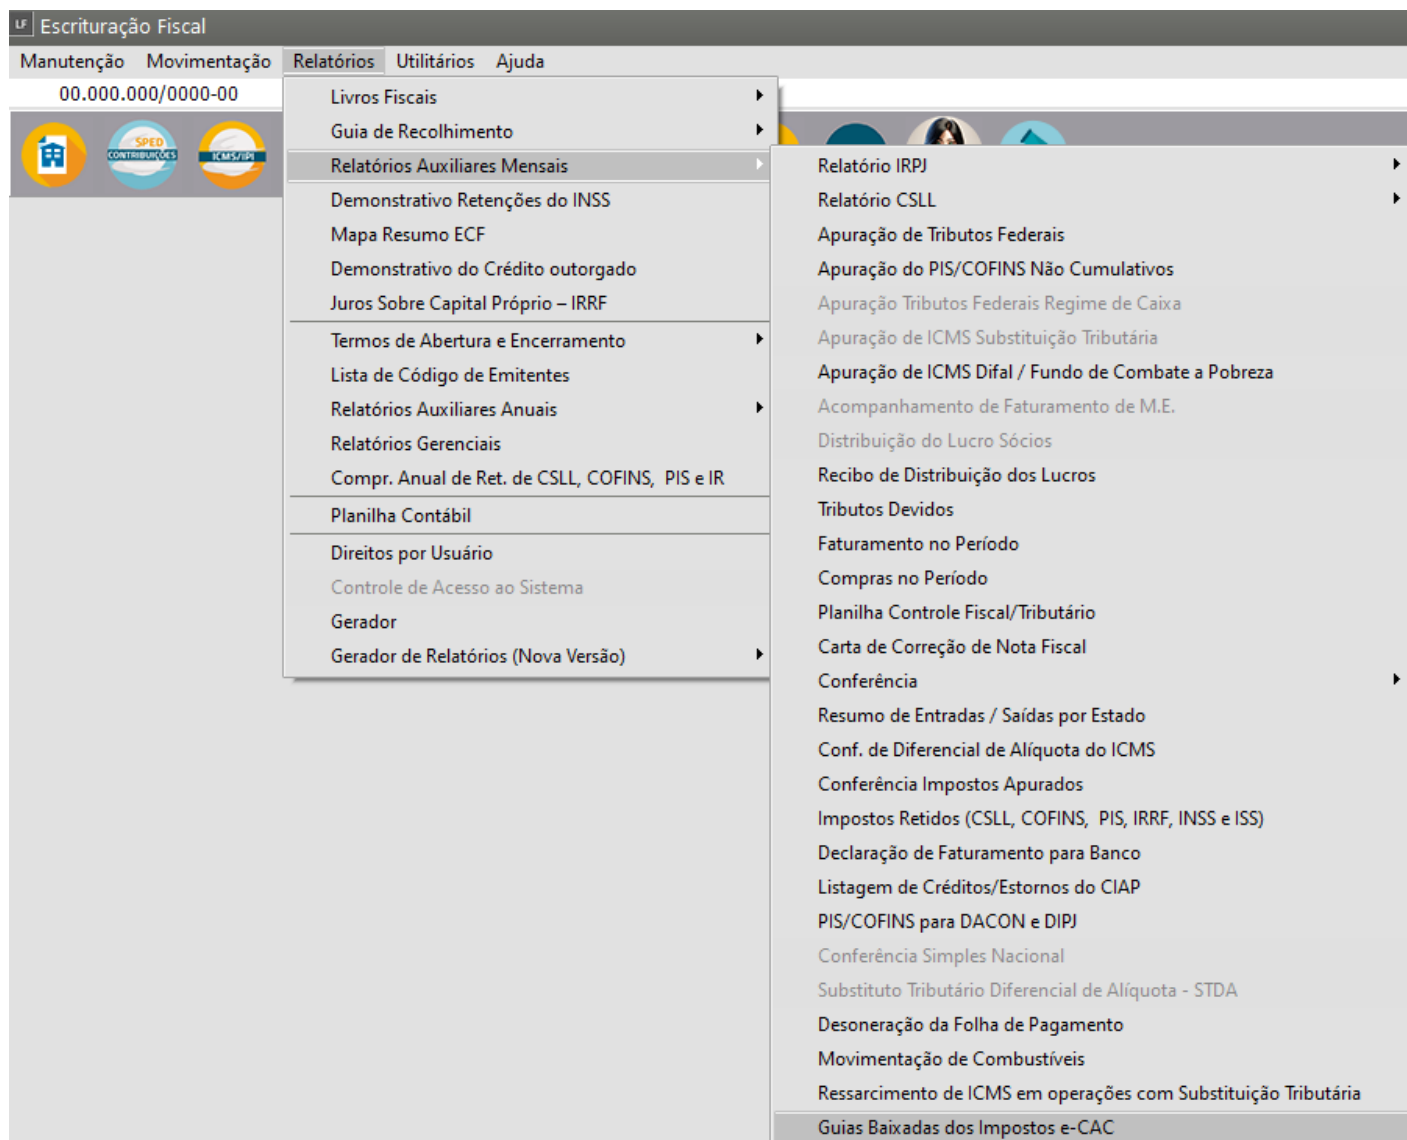 LF Escrituração Fiscal
Manutenção Movimentação Relatórios Utilitários Ajuda
00.000.000/0000-00
SPED
CONTRIBUIÇÕES
ICMS/IPI
Livros Fiscais
Guia de Recolhimento
Relatórios Auxiliares Mensais
Demonstrativo Retenções do INSS
Mapa Resumo ECF
Demonstrativo do Crédito outorgado
Juros Sobre Capital Próprio – IRRF
Termos de Abertura e Encerramento
Lista de Código de Emitentes
Relatórios Auxiliares Anuais
Relatórios Gerenciais
Compr. Anual de Ret. de CSLL, COFINS,  PIS e IR
Planilha Contábil
Direitos por Usuário
Controle de Acesso ao Sistema
Gerador
Gerador de Relatórios (Nova Versão)
Relatório IRPJ
Relatório CSLL
Apuração de Tributos Federais
Apuração do PIS/COFINS Não Cumulativos
Apuração Tributos Federais Regime de Caixa
Apuração de ICMS Substituição Tributária
Apuração de ICMS Difal / Fundo de Combate a Pobreza
Acompanhamento de Faturamento de M.E.
Distribuição do Lucro Sócios
Recibo de Distribuição dos Lucros
Tributos Devidos
Faturamento no Período
Compras no Período
Planilha Controle Fiscal/Tributário
Carta de Correção de Nota Fiscal
Conferência
Resumo de Entradas / Saídas por Estado
Conf. de Diferencial de Alíquota do ICMS
Conferência Impostos Apurados
Impostos Retidos (CSLL, COFINS,  PIS, IRRF, INSS e ISS)
Declaração de Faturamento para Banco
Listagem de Créditos/Estornos do CIAP
PIS/COFINS para DACON e DIPJ
Conferência Simples Nacional
Substituto Tributário Diferencial de Alíquota - STDA
Desoneração da Folha de Pagamento
Movimentação de Combustíveis
Ressarcimento de ICMS em operações com Substituição Tributária
Guias Baixadas dos Impostos e-CAC